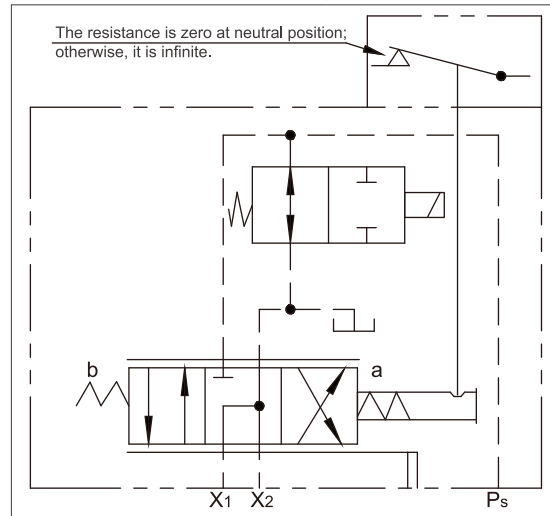 The resistance is zero at neutral position;
otherwise, it is infinite.
b
a
X1
X2
Ps